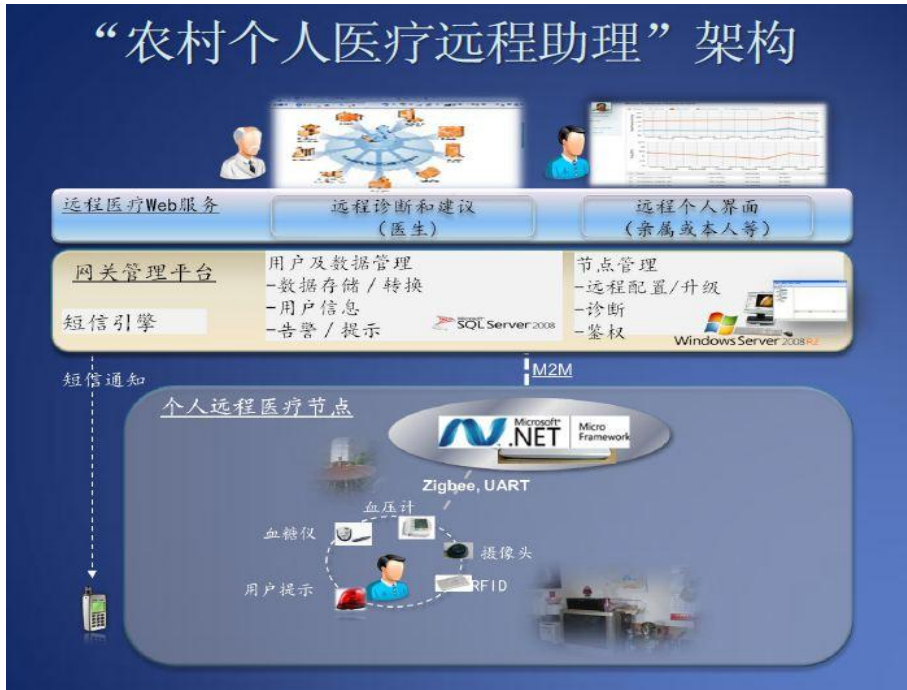 “农村个人医疗远程助理”架构
远程医疗Web服务
远程诊断和建议
（医生）
远程个人界面
（亲属或本人等）
网关管理平台
短信引擎
用户及数据管理
-数据存储／转换
-用户信息
-告警／提示
Microsoft
SQL Server 2008
节点管理
-远程配置/升级
-诊断
-鉴权
Windows Server 2008 R2
短信通知
M2M
个人远程医疗节点
Microsoft
.NET
Micro
Framework
Zigbee, UART
血压计
血糖仪
摄像头
用户提示
RFID